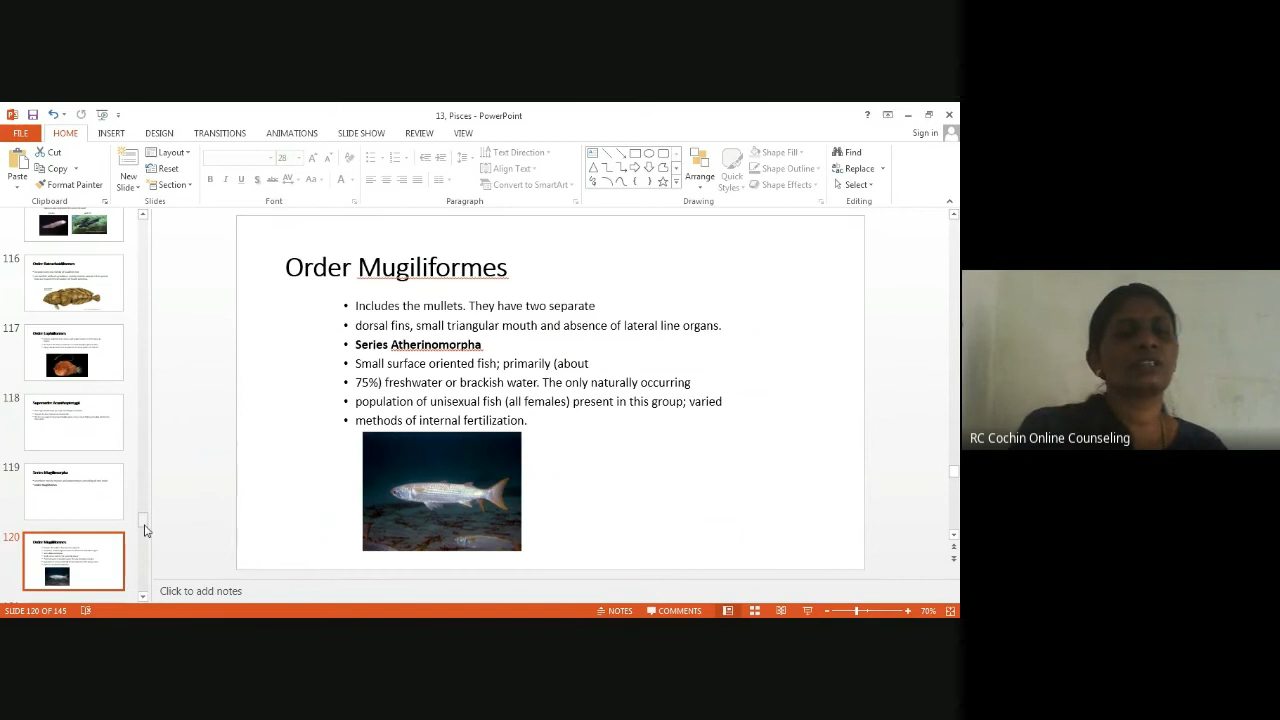 13, Pisces - PowerPoint
?
FILE
HOME
INSERT
DESIGN
TRANSITIONS
ANIMATIONS
SLIDE SHOW
REVIEW
VIEW
Sign in
Paste
Cut
Copy
Format Painter
Clipboard
New
Slide
Layout
Reset
Section
Slides
28
Font
Text Direction
Align Text
Convert to SmartArt
Paragraph
Arrange
Quick
Styles
Shape Fill
Shape Outline
Shape Effects
Drawing
Find
Replace
Select
Editing
116
117
118
119
120
Order Mugiliformes
• Includes the mullets. They have two separate
• dorsal fins, small triangular mouth and absence of lateral line organs.
• Series Atherinomorpha
• Small surface oriented fish; primarily (about
• 75%) freshwater or brackish water. The only naturally occurring
• population of unisexual fish (all females) present in this group; varied
• methods of internal fertilization.
RC Cochin Online Counseling
Click to add notes
SLIDE 120 OF 145
NOTES
COMMENTS
70%